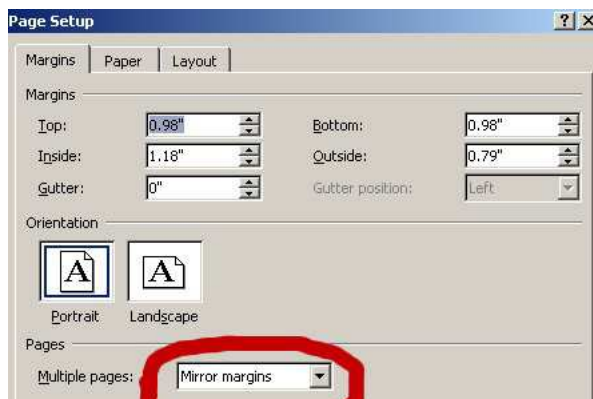 Page Setup ? ×
Margins Paper Layout
Margins
Top: 0.98" Bottom: 0.98"
Inside: 1.18" Outside: 0.79"
Gutter: 0" Gutter position: Left
Orientation
A A
Portrait Landscape
Pages
Multiple pages: Mirror margins